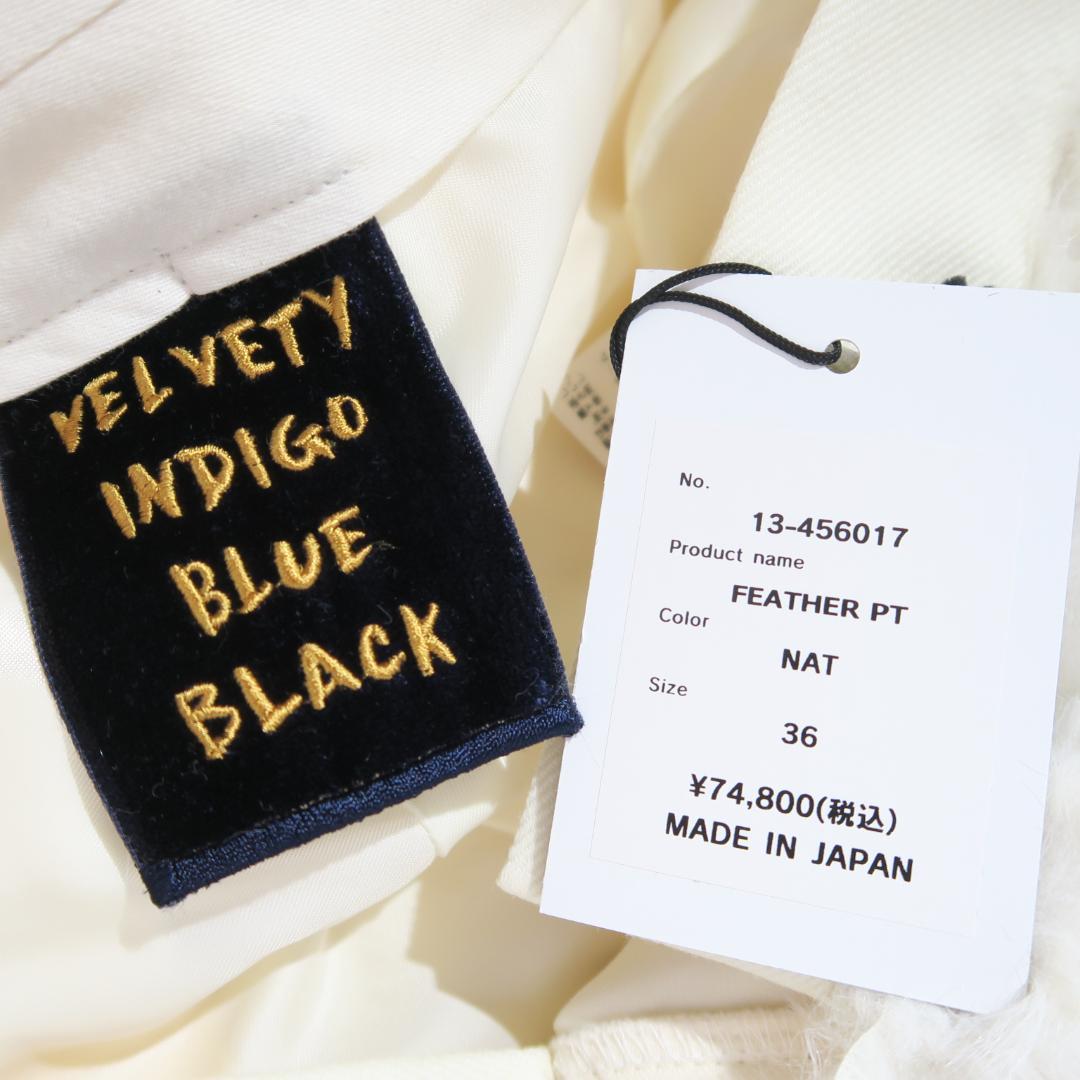 VELVETY
INDIGO
BLUE
BLACK
No.
13-456017
Product name
FEATHER PT
Color
NAT
Size
36
¥74,800(税込)
MADE IN JAPAN